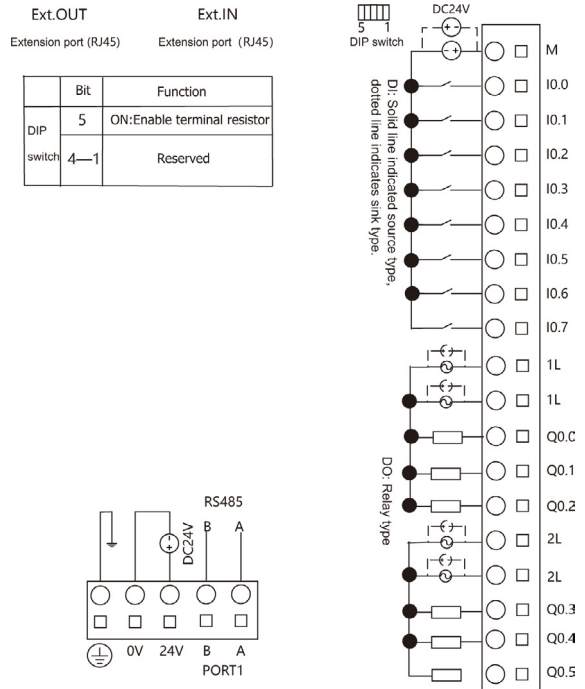 Ext.OUT
Extension port (RJ45)
Ext.IN
Extension port (RJ45)
Bit Function
DIP switch
5 ON:Enable terminal resistor
4—1 Reserved
5 1
DIP switch
DC24V
DI: Solid line indicated source type,
dotted line indicates sink type.
M
I0.0
I0.1
I0.2
I0.3
I0.4
I0.5
I0.6
I0.7
1L
1L
Q0.0
Q0.1
Q0.2
DO: Relay type
2L
2L
Q0.3
Q0.4
Q0.5
RS485
B A
DC24V
0V 24V B A
PORT1